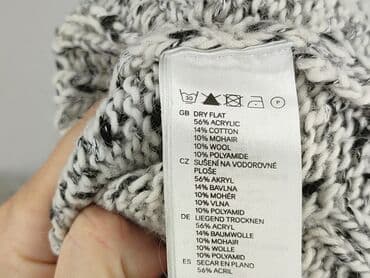 30 P
GB DRY FLAT
56% ACRYLIC
14% COTTON
10% MOHAIR
10% WOOL
10% POLYAMIDE
CZ SUŠENÍ NA VODOROVNÉ
PLOŠE
56% AKRYL
14% BAVLNA
10% MOHÉR
10% VLNA
10% POLYAMID
DE LIEGEND TROCKNEN
56% ACRYL
14% BAUMWOLLE
10% MOHAIR
10% WOLLE
10% POLYAMID
ES SECAR EN PLANO
56% ACRIL